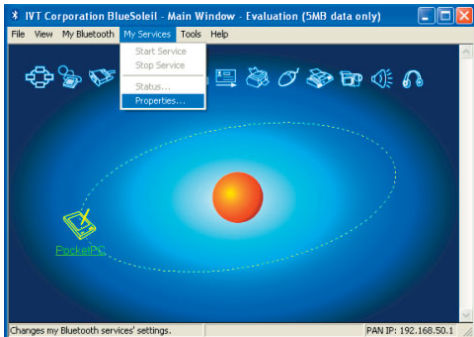 IVT Corporation BlueSoleil - Main Window - Evaluation (5MB data only)
File View My Bluetooth My Services Tools Help
Start Service
Stop Service
Status...
Properties...
PocketPC
Changes my Bluetooth services' settings. PAN IP: 192.168.50.1